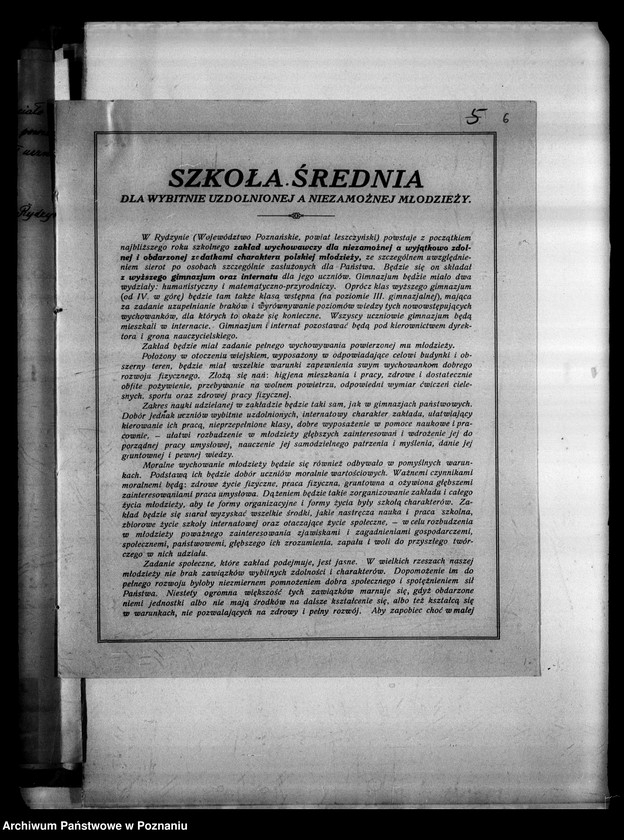 5 6
SZKOŁA ŚREDNIA
DLA WYBITNIE UZDOLNIONEJ A NIEZAMOŻNEJ MŁODZIEŻY.
W Rydzynie (Województwo Poznańskie, powiat leszczyński) powstaje z początkiem
najbliższego roku szkolnego zakład wychowawczy dla niezamożnej a wyjątkowo zdol-
nej i obdarzonej zadatkami charakteru polskiej młodzieży, ze szczególnem uwzględnie-
niem sierot po osobach szczególnie zasłużonych dla Państwa. Będzie się on składał
z wyższego gimnazjum oraz internatu dla jego uczniów. Gimnazjum będzie miało dwa
wydziały: humanistyczny i matematyczno-przyrodniczy. Oprócz klas wyższego gimnazjum
(od IV. w górę) będzie tam także klasa wstępna (na poziomie III. gimnazjalnej), mająca
za zadanie uzupełnianie braków i wyrównywanie poziomów wiedzy tych nowowstępujących
wychowanków, dla których to okaże się konieczne. Wszyscy uczniowie gimnazjum będą
mieszkali w internacie. Gimnazjum i internat pozostawać będą pod kierownictwem dyrek-
tora i grona nauczycielskiego.
Zakład będzie miał zadanie pełnego wychowywania powierzonej mu młodzieży.
Położony w otoczeniu wiejskiem, wyposażony w odpowiadające celowi budynki i ob-
szerny teren, będzie miał wszelkie warunki zapewnienia swym wychowankom dobrego
rozwoju fizycznego. Złożą się nań: higjena mieszkania i pracy, zdrowe i dostatecznie
obfite pożywienie, przebywanie na wolnem powietrzu, odpowiedni wymiar ćwiczeń ciele-
snych, sportu oraz zdrowej pracy fizycznej.
Zakres nauki udzielanej w zakładzie będzie taki sam, jak w gimnazjach państwowych.
Dobór jednak uczniów wybitnie uzdolnionych, internatowy charakter zakładu, ułatwiający
kierowanie ich pracą, nieprzepełnione klasy, dobre wyposażenie w pomoce naukowe i pra-
cownie, – ułatwi rozbudzenie w młodzieży głębszych zainteresowań i wdrożenie jej do
porządnej pracy umysłowej, nauczenie jej samodzielnego patrzenia i myślenia, danie jej
gruntownej i pewnej wiedzy.
Moralne wychowanie młodzieży będzie się również odbywało w pomyślnych warun-
kach. Podstawą ich będzie dobór uczniów moralnie wartościowych. Ważnemi czynnikami
moralnemi będą: zdrowe życie fizyczne, praca fizyczna, gruntowna a ożywiona głębszemi
zainteresowaniami praca umysłowa. Dążeniem będzie takie zorganizowanie zakładu i całego
życia młodzieży, aby te formy organizacyjne i formy życia były szkołą charakterów. Za-
kład będzie się starał wyzyskać wszelkie środki, jakie nastręcza nauka i praca szkolna,
zbiorowe życie szkoły internatowej oraz otaczające życie społeczne, – w celu rozbudzenia
w młodzieży poważnego zainteresowania zjawiskami i zagadnieniami gospodarczemi,
społecznemi, państwowemi, głębszego ich zrozumienia, zapału i woli do przyszłego twór-
czego w nich udziału.
Zadanie społeczne, które zakład podejmuje, jest jasne. W wielkich rzeszach naszej
młodzieży nie brak zawiązków wybitnych zdolności i charakterów. Dopomożenie im do
pełnego rozwoju byłoby niezmiernem pomnożeniem dobra społecznego i spotężnieniem sił
Państwa. Niestety ogromna większość tych zawiązków marnuje się, gdyż obdarzone
niemi jednostki albo nie mają środków na dalsze kształcenie się, albo też kształcą się
w warunkach, nie pozwalających na zdrowy i pełny rozwój. Aby zapobiec choć w małej
Archiwum Państwowe w Poznaniu